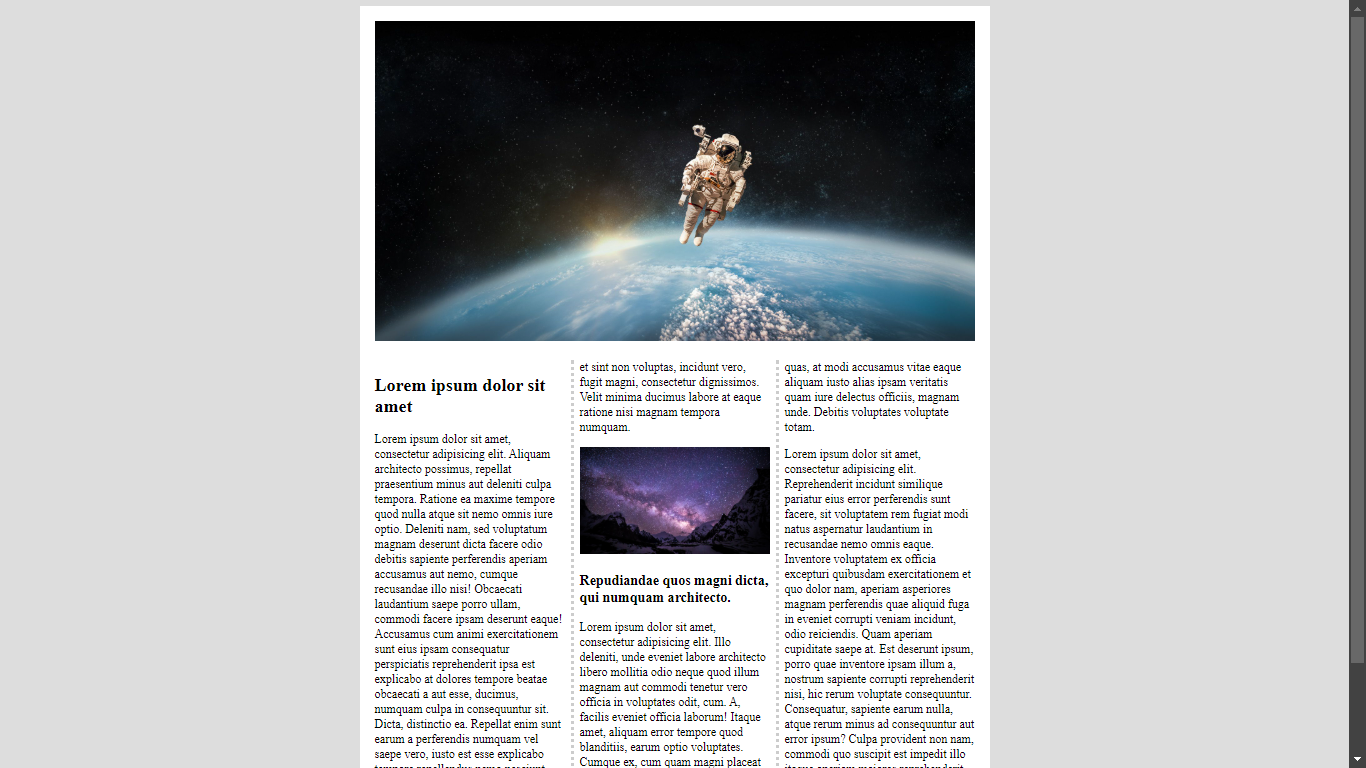 Lorem ipsum dolor sit
amet
Lorem ipsum dolor sit amet,
consectetur adipisicing elit. Aliquam
architecto possimus, repellat
praesentium minus aut deleniti culpa
tempora. Ratione ea maxime tempore
quod nulla atque sit nemo omnis iure
optio. Deleniti nam, sed voluptatum
magnam deserunt dicta facere odio
debitis sapiente perferendis aperiam
accusamus aut nemo, cumque
recusandae illo nisi! Obcaecati
laudantium saepe porro ullam,
commodi facere ipsam deserunt eaque!
Accusamus cum animi exercitationem
sunt eius ipsam consequatur
perspiciatis reprehenderit ipsa est
explicabo at dolores tempore beatae
obcaecati a aut esse, ducimus,
numquam culpa in consequuntur sit.
Dicta, distinctio ea. Repellat enim sunt
earum a perferendis numquam vel
saepe vero, iusto est esse explicabo
et sint non voluptas, incidunt vero,
fugit magni, consectetur dignissimos.
Velit minima ducimus labore at eaque
ratione nisi magnam tempora
numquam.
Repudiandae quos magni dicta,
qui numquam architecto.
Lorem ipsum dolor sit amet,
consectetur adipisicing elit. Illo
deleniti, unde eveniet labore architecto
libero mollitia odio neque quod illum
magnam aut commodi tenetur vero
officia in voluptates odit, cum. A,
facilis eveniet officia laborum! Itaque
amet, aliquam error tempore quod
blanditiis, earum optio voluptates.
Cumque ex, cum quam magni placeat
quas, at modi accusamus vitae eaque
aliquam iusto alias ipsam veritatis
quam iure delectus officiis, magnam
unde. Debitis voluptates voluptate
totam.
Lorem ipsum dolor sit amet,
consectetur adipisicing elit.
Reprehenderit incidunt similique
pariatur eius error perferendis sunt
facere, sit voluptatem rem fugiat modi
natus aspernatur laudantium in
recusandae nemo omnis eaque.
Inventore voluptatem ex officia
excepturi quibusdam exercitationem et
quo dolor nam, aperiam asperiores
magnam perferendis quae aliquid fuga
in eveniet corrupti veniam incidunt,
odio reiciendis. Quam aperiam
cupiditate saepe at. Est deserunt ipsum,
porro quae inventore ipsam illum a,
nostrum sapiente corrupti reprehenderit
nisi, hic rerum voluptate consequuntur.
Consequatur, sapiente earum nulla,
atque rerum minus ad consequuntur aut
error ipsum? Culpa provident non nam,
commodi quo suscipit est impedit illo